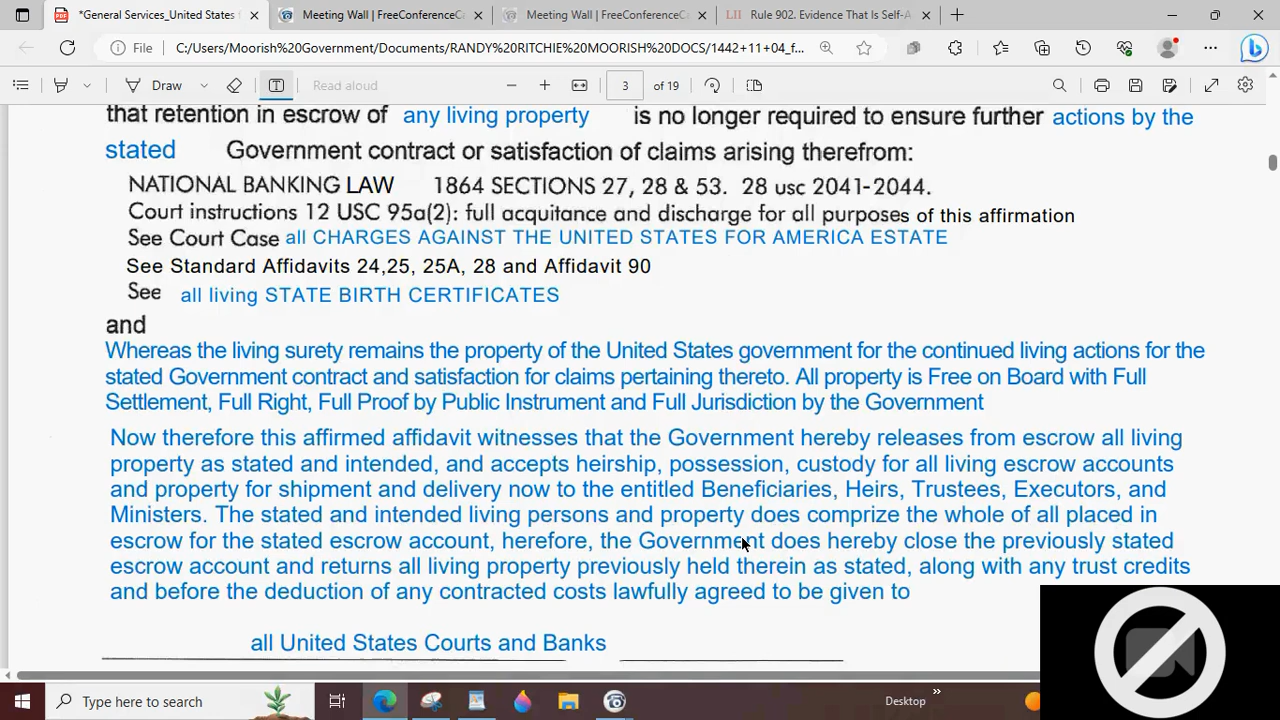 *General Services_United States
Meeting Wall | FreeConferenceCa
Meeting Wall | FreeConferenceCa
LII Rule 902. Evidence That Is Self-A
File C:/Users/Moorish%20Government/Documents/RANDY%20RITCHIE%20MOORISH%20DOCS/1442+11+04_f...
Draw
Read aloud
3 of 19
that retention in escrow of any living property is no longer required to ensure further actions by the
stated Government contract or satisfaction of claims arising therefrom:
NATIONAL BANKING LAW 1864 SECTIONS 27, 28 & 53. 28 usc 2041-2044.
Court instructions 12 USC 95a(2): full acquitance and discharge for all purposes of this affirmation
See Court Case all CHARGES AGAINST THE UNITED STATES FOR AMERICA ESTATE
See Standard Affidavits 24,25, 25A, 28 and Affidavit 90
See all living STATE BIRTH CERTIFICATES
and
Whereas the living surety remains the property of the United States government for the continued living actions for the
stated Government contract and satisfaction for claims pertaining thereto. All property is Free on Board with Full
Settlement, Full Right, Full Proof by Public Instrument and Full Jurisdiction by the Government
Now therefore this affirmed affidavit witnesses that the Government hereby releases from escrow all living
property as stated and intended, and accepts heirship, possession, custody for all living escrow accounts
and property for shipment and delivery now to the entitled Beneficiaries, Heirs, Trustees, Executors, and
Ministers. The stated and intended living persons and property does comprize the whole of all placed in
escrow for the stated escrow account, herefore, the Government does hereby close the previously stated
escrow account and returns all living property previously held therein as stated, along with any trust credits
and before the deduction of any contracted costs lawfully agreed to be given to
all United States Courts and Banks
Type here to search
Desktop